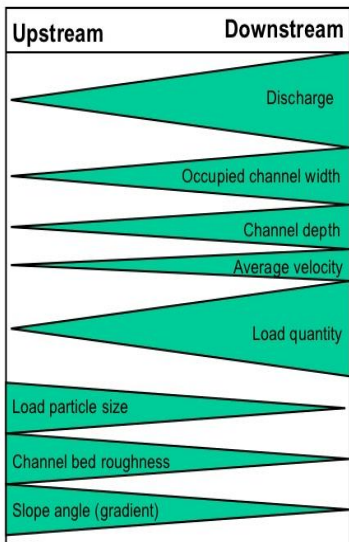 Upstream Downstream
Discharge
Occupied channel width
Channel depth
Average velocity
Load quantity
Load particle size
Channel bed roughness
Slope angle (gradient)